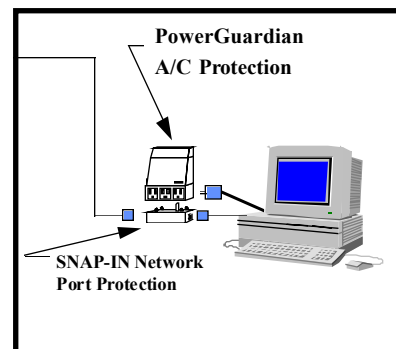 PowerGuardian
A/C Protection
SNAP-IN Network
Port Protection